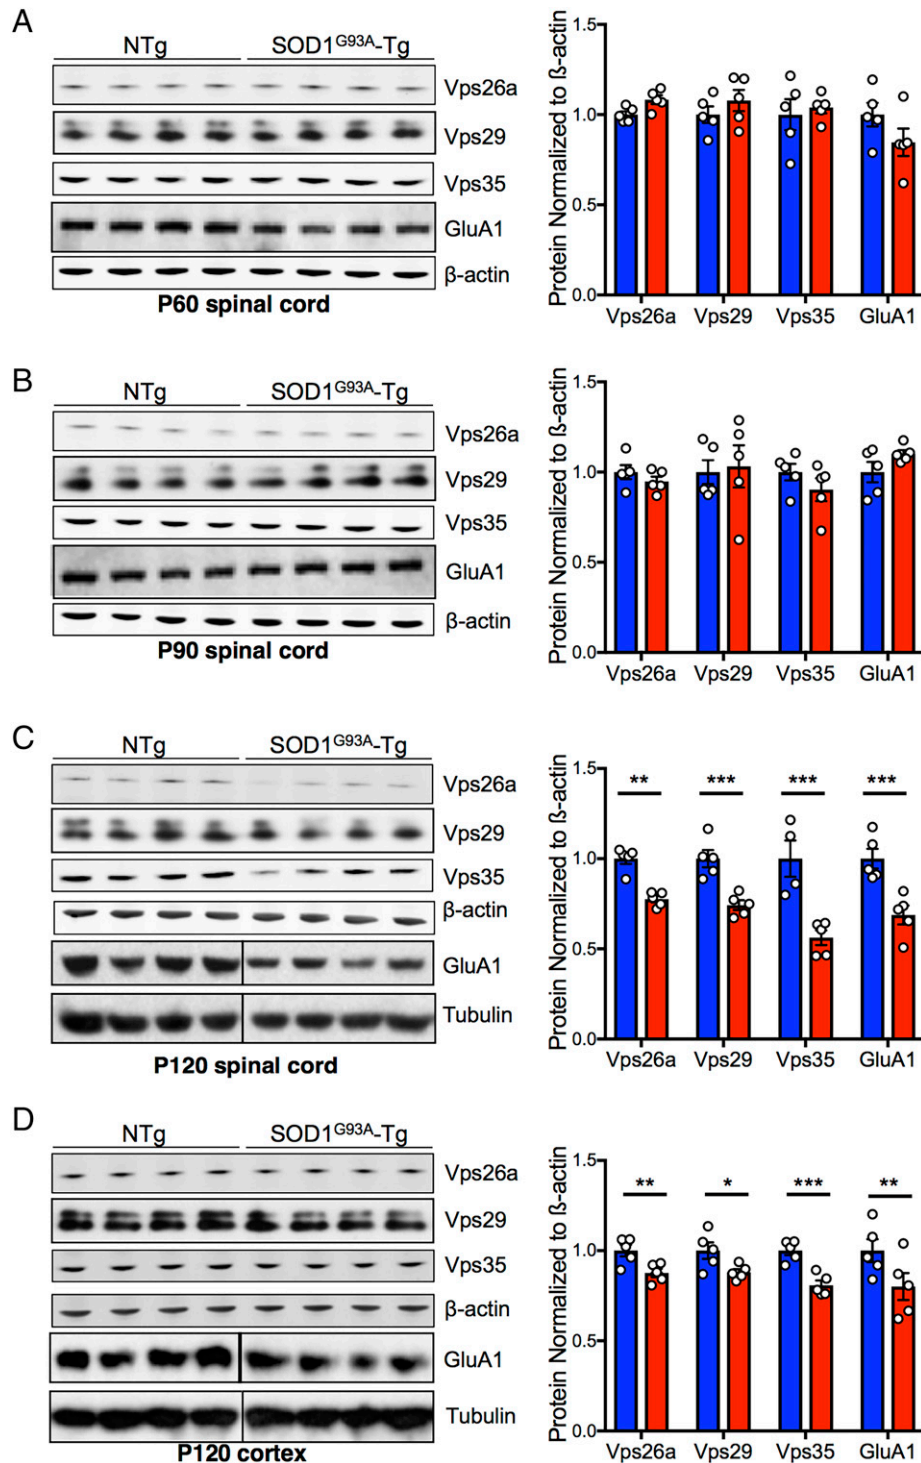 A
NTg SOD1G93A-Tg
Vps26a
Vps29
Vps35
GluA1
β-actin
P60 spinal cord
Protein Normalized to ß-actin
1.5
1.0
0.5
0.0
Vps26a Vps29 Vps35 GluA1
B
NTg SOD1G93A-Tg
Vps26a
Vps29
Vps35
GluA1
β-actin
P90 spinal cord
Protein Normalized to ß-actin
1.5
1.0
0.5
0.0
Vps26a Vps29 Vps35 GluA1
C
NTg SOD1G93A-Tg
Vps26a
Vps29
Vps35
β-actin
GluA1
Tubulin
P120 spinal cord
Protein Normalized to ß-actin
1.5
1.0
0.5
0.0
** *** *** ***
Vps26a Vps29 Vps35 GluA1
D
NTg SOD1G93A-Tg
Vps26a
Vps29
Vps35
β-actin
GluA1
Tubulin
P120 cortex
Protein Normalized to ß-actin
1.5
1.0
0.5
0.0
** * *** **
Vps26a Vps29 Vps35 GluA1